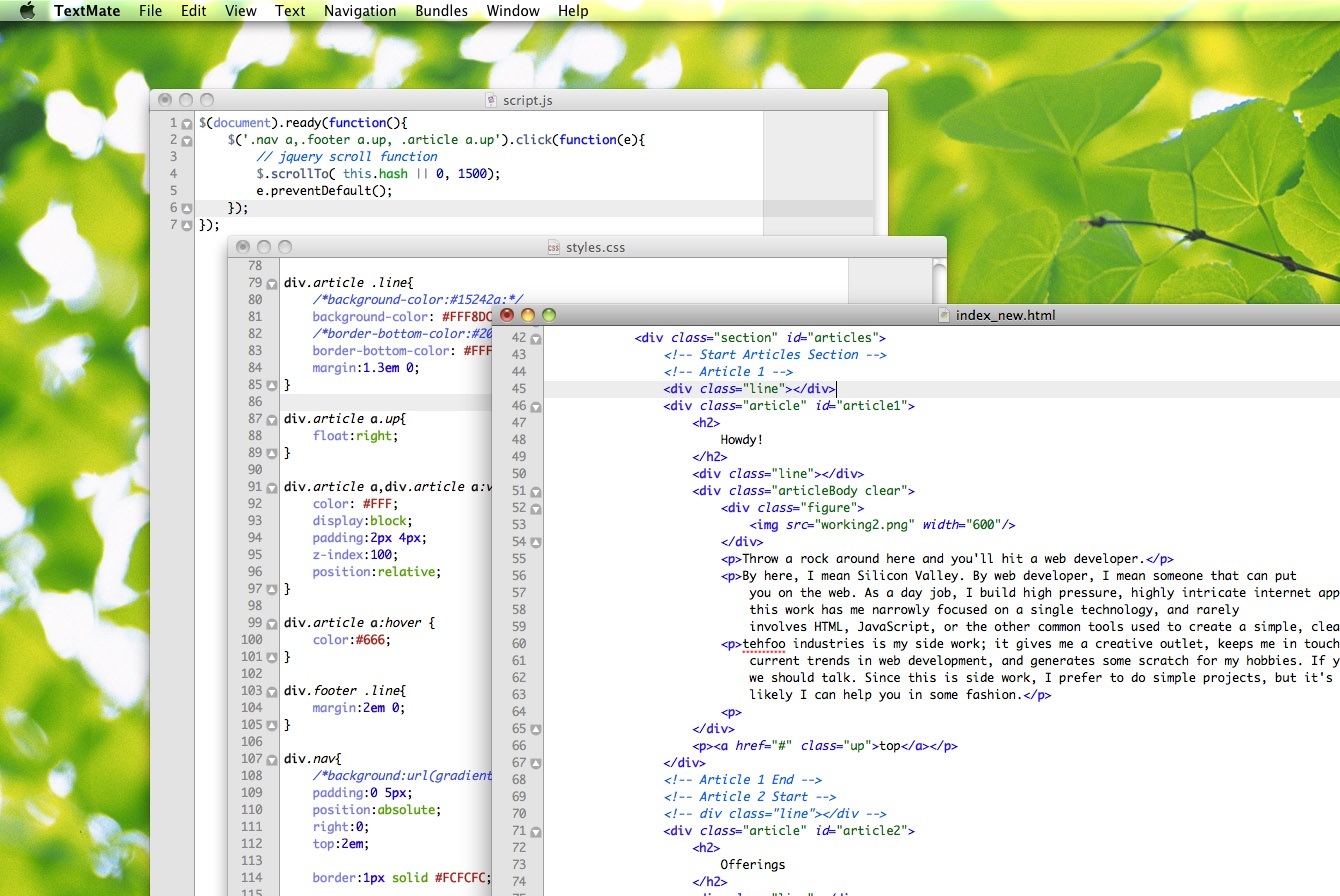 TextMate File Edit View Text Navigation Bundles Window Help
script.js
1 $(document).ready(function(){
2 $('.nav a,.footer a.up, .article a.up').click(function(e){
3 // jquery scroll function
4 $.scrollTo( this.hash || 0, 1500);
5 e.preventDefault();
6 });
7 });
styles.css
78
79 div.article .line{
80 /*background-color:#15242a:*/
81 background-color: #FFF8DC
82 /*border-bottom-color:#20
83 border-bottom-color: #FFF
84 margin:1.3em 0;
85 }
86
87 div.article a.up{
88 float:right;
89 }
90
91 div.article a,div.article a:v
92 color: #FFF;
93 display:block;
94 padding:2px 4px;
95 z-index:100;
96 position:relative;
97 }
98
99 div.article a:hover {
100 color:#666;
101 }
102
103 div.footer .line{
104 margin:2em 0;
105 }
106
107 div.nav{
108 /*background:url(gradient
109 padding:0 5px;
110 position:absolute;
111 right:0;
112 top:2em;
113
114 border:1px solid #FCFCFC;
115
index_new.html
42 <div class="section" id="articles">
43 <!-- Start Articles Section -->
44 <!-- Article 1 -->
45 <div class="line"></div>
46 <div class="article" id="article1">
47 <h2>
48 Howdy!
49 </h2>
50 <div class="line"></div>
51 <div class="articleBody clear">
52 <div class="figure">
53 <img src="working2.png" width="600"/>
54 </div>
55 <p>Throw a rock around here and you'll hit a web developer.</p>
56 <p>By here, I mean Silicon Valley. By web developer, I mean someone that can put
57 you on the web. As a day job, I build high pressure, highly intricate internet app
58 this work has me narrowly focused on a single technology, and rarely
59 involves HTML, JavaScript, or the other common tools used to create a simple, clea
60 <p>tehfoo industries is my side work; it gives me a creative outlet, keeps me in touch
61 current trends in web development, and generates some scratch for my hobbies. If y
62 we should talk. Since this is side work, I prefer to do simple projects, but it's
63 likely I can help you in some fashion.</p>
64 <p>
65 </div>
66 <p><a href="#" class="up">top</a></p>
67 </div>
68 <!-- Article 1 End -->
69 <!-- Article 2 Start -->
70 <!-- div class="line"></div -->
71 <div class="article" id="article2">
72 <h2>
73 Offerings
74 </h2>